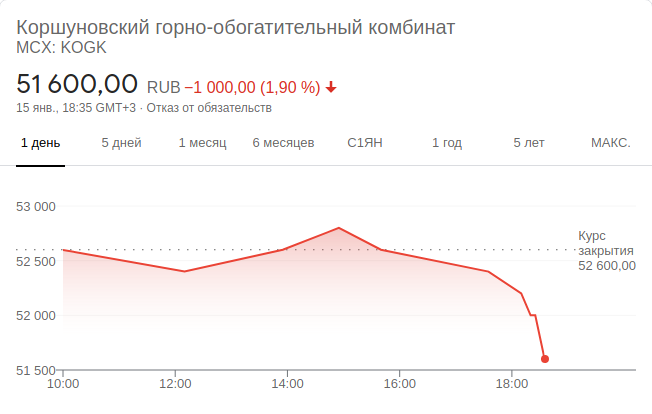 Коршуновский горно-обогатительный комбинат
MCX: KOGK
51 600,00 RUB −1 000,00 (1,90 %)
15 янв., 18:35 GMT+3 · Отказ от обязательств
1 день 5 дней 1 месяц 6 месяцев С1ЯН 1 год 5 лет МАКС.
53 000
52 500
52 000
51 500
Курс
закрытия
52 600,00
10:00 12:00 14:00 16:00 18:00